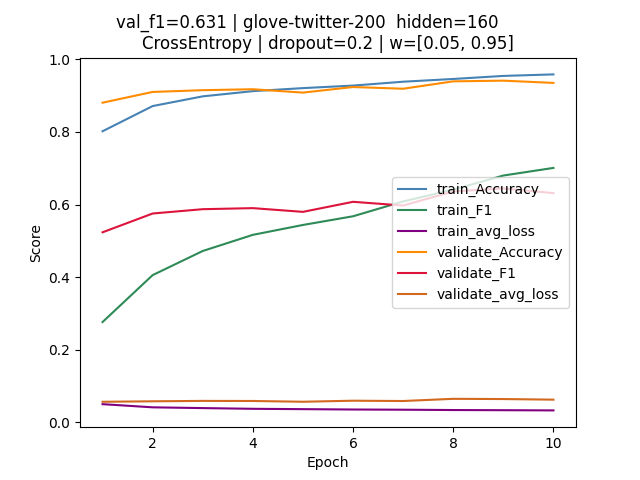 val_f1=0.631 | glove-twitter-200  hidden=160
CrossEntropy | dropout=0.2 | w=[0.05, 0.95]
1.0
0.8
0.6
0.4
0.2
0.0
Score
train_Accuracy
train_F1
train_avg_loss
validate_Accuracy
validate_F1
validate_avg_loss
2 4 6 8 10
Epoch